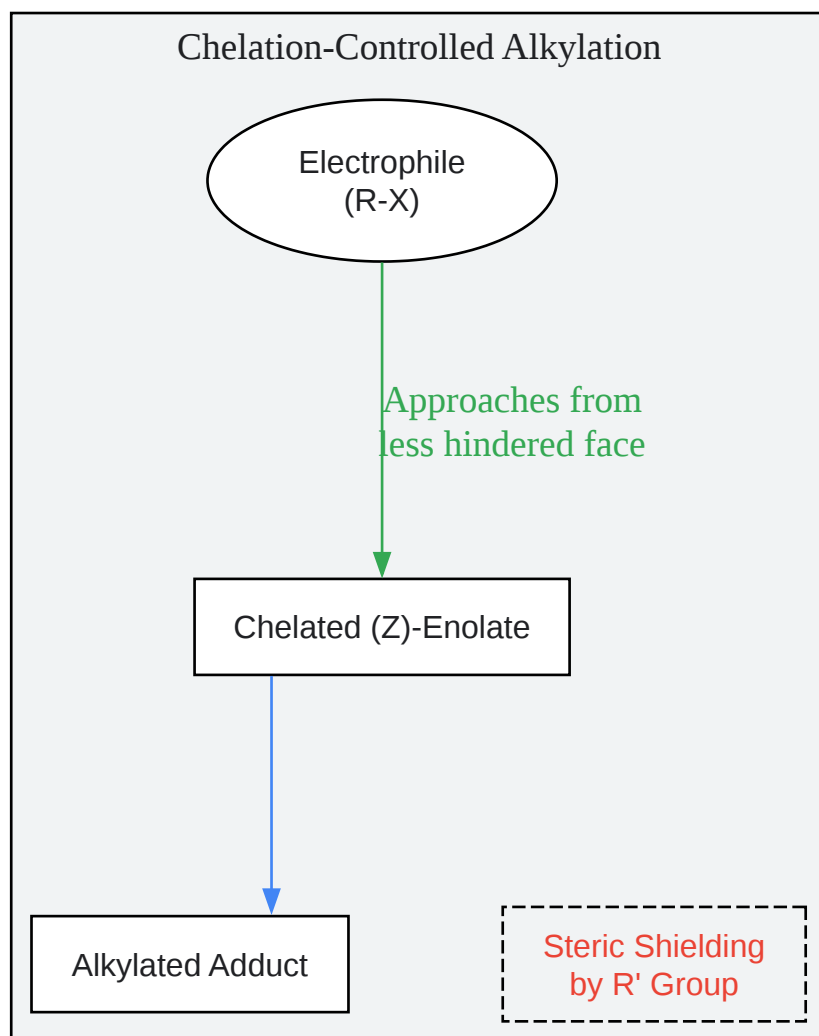 Chelation-Controlled Alkylation
Electrophile
(R-X)
Approaches from
less hindered face
Chelated (Z)-Enolate
Alkylated Adduct
Steric Shielding
by R' Group